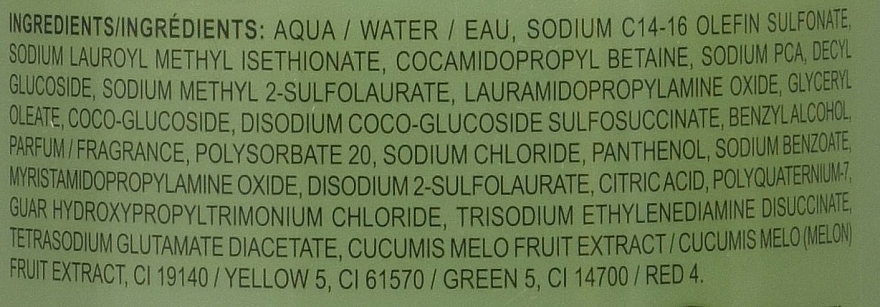 INGREDIENTS/INGRÉDIENTS: AQUA / WATER / EAU, SODIUM C14-16 OLEFIN SULFONATE,
SODIUM LAUROYL METHYL ISETHIONATE, COCAMIDOPROPYL BETAINE, SODIUM PCA, DECYL
GLUCOSIDE, SODIUM METHYL 2-SULFOLAURATE, LAURAMIDOPROPYLAMINE OXIDE, GLYCERYL
OLEATE, COCO-GLUCOSIDE, DISODIUM COCO-GLUCOSIDE SULFOSUCCINATE, BENZYL ALCOHOL,
PARFUM / FRAGRANCE, POLYSORBATE 20, SODIUM CHLORIDE, PANTHENOL, SODIUM BENZOATE,
MYRISTAMIDOPROPYLAMINE OXIDE, DISODIUM 2-SULFOLAURATE, CITRIC ACID, POLYQUATERNIUM-7,
GUAR HYDROXYPROPYLTRIMONIUM CHLORIDE, TRISODIUM ETHYLENEDIAMINE DISUCCINATE,
TETRASODIUM GLUTAMATE DIACETATE, CUCUMIS MELO FRUIT EXTRACT / CUCUMIS MELO (MELON)
FRUIT EXTRACT, CI 19140 / YELLOW 5, CI 61570 / GREEN 5, CI 14700 / RED 4.